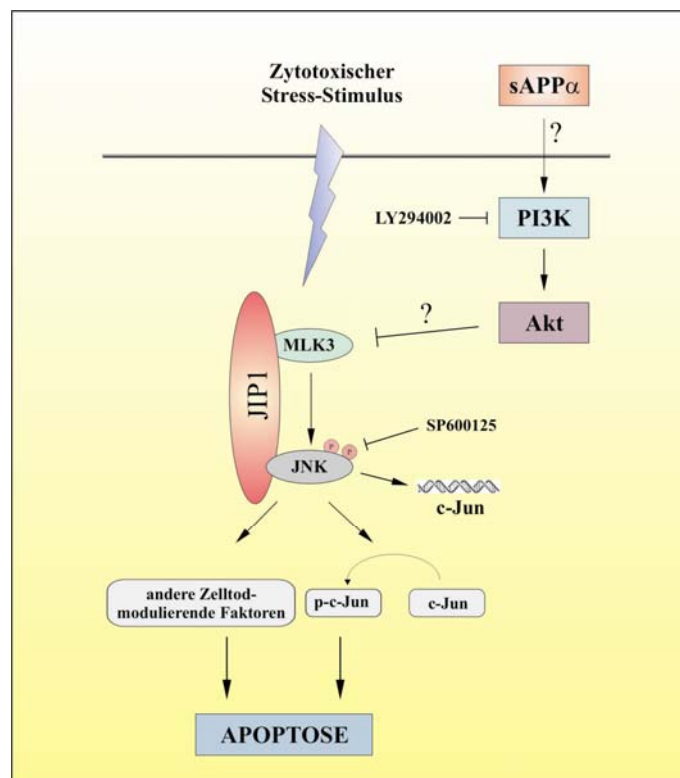 Zytotoxischer
Stress-Stimulus
sAPPα
?
LY294002
PI3K
Akt
?
MLK3
JIP1
SP600125
P
P
JNK
c-Jun
andere Zelltod-
modulierende Faktoren
p-c-Jun
c-Jun
APOPTOSE